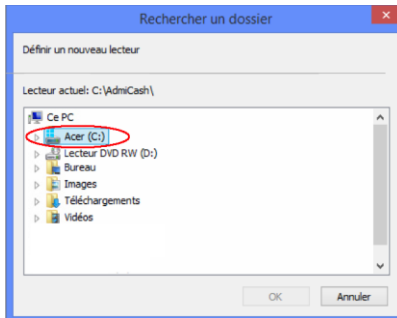 Rechercher un dossier
Définir un nouveau lecteur
Lecteur actuel: C:\AdmiCash\
Ce PC
Acer (C:)
Lecteur DVD RW (D:)
Bureau
Images
Téléchargements
Vidéos
OK
Annuler